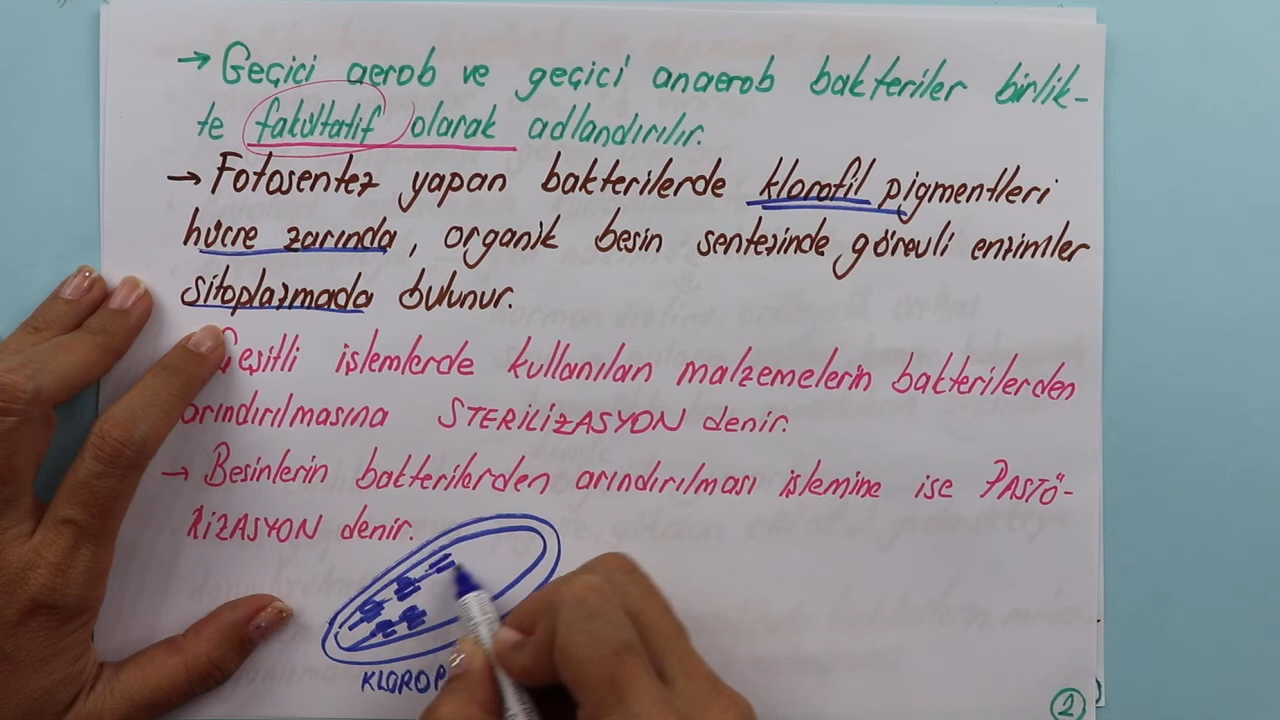 → Geçici aerob ve geçici anaerob bakteriler birlik-
te fakültatif olarak adlandırılır.
→ Fotosentez yapan bakterilerde klorofil pigmentleri
hücre zarında, organik besin sentezinde görevli enzimler
sitoplazmada bulunur.
Çeşitli işlemlerde kullanılan malzemelerin bakterilerden
arındırılmasına STERİLİZASYON denir.
→ Besinlerin bakterilerden arındırılması işlemine ise PASTÖ-
RİZASYON denir.
KLOROP
2